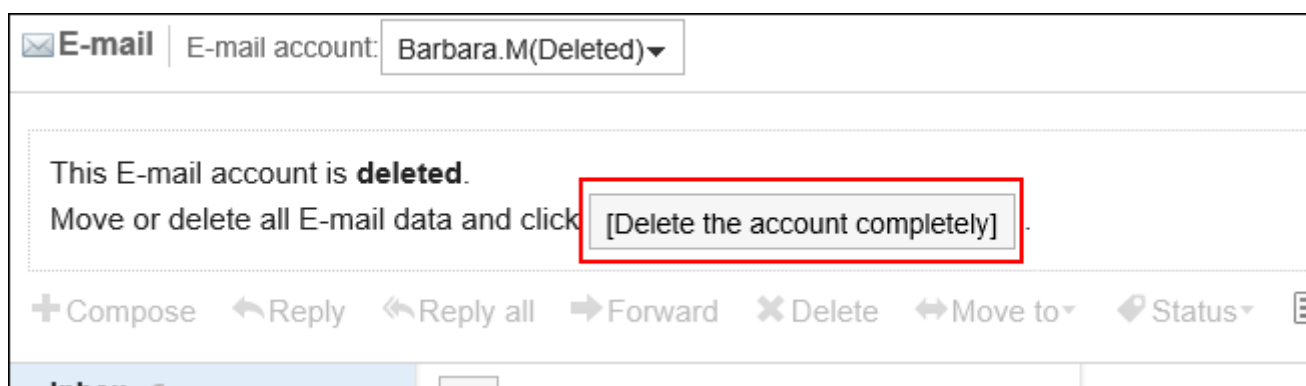 E-mail E-mail account: Barbara.M(Deleted)
This E-mail account is deleted.
Move or delete all E-mail data and click [Delete the account completely] .
Compose Reply Reply all Forward Delete Move to Status